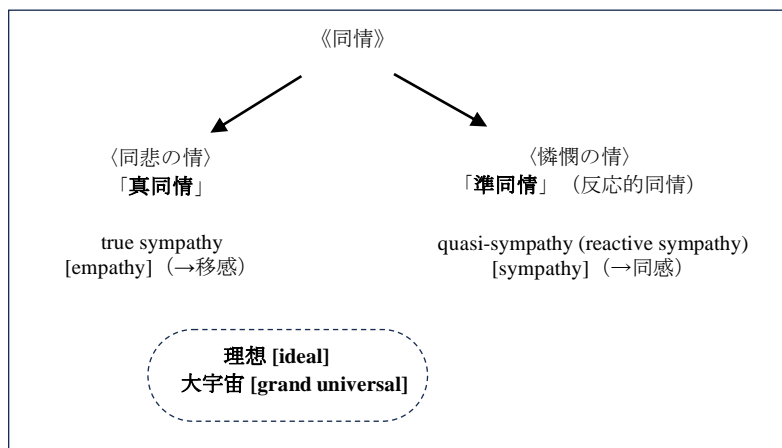 《同情》
〈同悲の情〉
「真同情」
true sympathy
[empathy]（→移感）
〈憐憫の情〉
「準同情」（反応的同情）
quasi-sympathy (reactive sympathy)
[sympathy]（→同感）
理想 [ideal]
大宇宙 [grand universal]